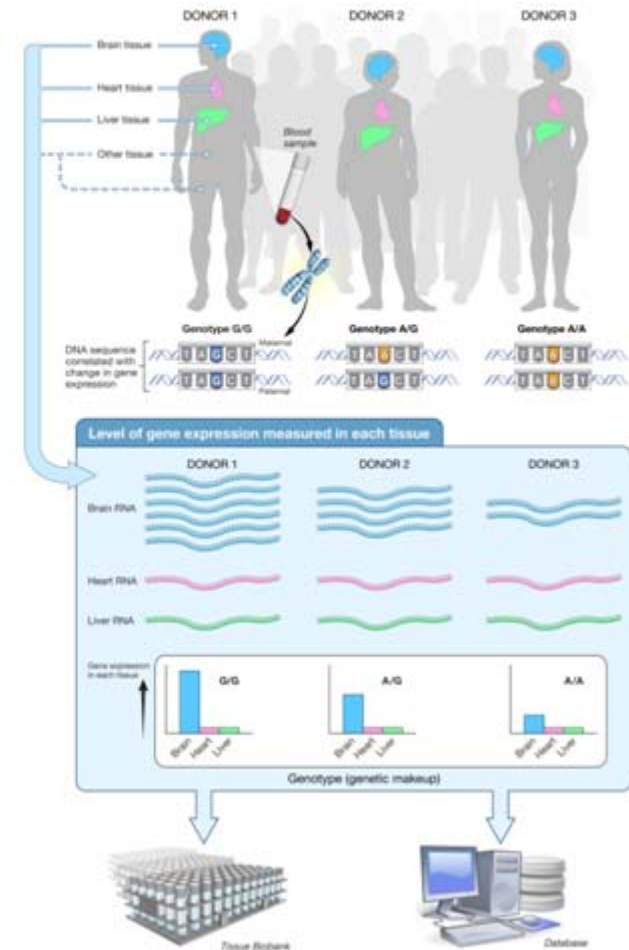 DONOR 1 DONOR 2 DONOR 3
Brain tissue
Heart tissue
Liver tissue
Other tissue
Blood
sample
Genotype G/G Genotype A/G Genotype A/A
Maternal
DNA sequence
correlated with
change in gene
expression
T A G C T T A A C T T A A C T
T A G C T T A G C T T A A C T
Paternal
Level of gene expression measured in each tissue
DONOR 1 DONOR 2 DONOR 3
Brain RNA
Heart RNA
Liver RNA
Gene expression
in each tissue
G/G A/G A/A
Brain Heart Liver Brain Heart Liver Brain Heart Liver
Genotype (genetic makeup)
Tissue Biobank Database